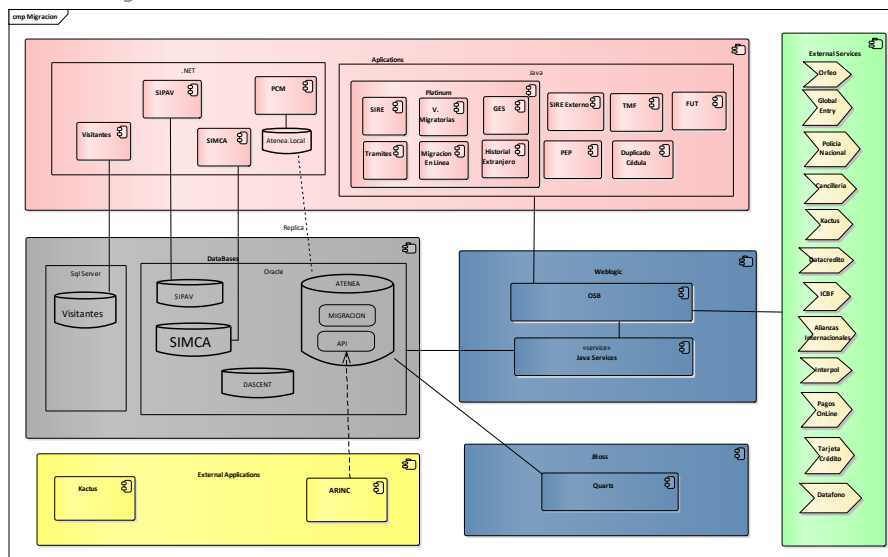 cmp Migracion
Aplications
.NET
SIPAV
PCM
Visitantes
SIMCA
Atenea.Local
Java
Platinum
SIRE
V.
Migratorias
GES
Tramites
Migracion
En Linea
Historial
Extranjero
SIRE Externo
TMF
FUT
PEP
Duplicado
Cédula
Replica
DataBases
Sql Server
Visitantes
Oracle
SIPAV
SIMCA
DASCENT
ATENEA
MIGRACION
API
Weblogic
OSB
«service»
Java Services
External Applications
Kactus
ARINC
JBoss
Quartz
External Services
Orfeo
Global
Entry
Policia
Nacional
Cancilleria
Kactus
Datacredito
ICBF
Alianzas
Internacionales
Interpol
Pagos
OnLine
Tarjeta
Crédito
Datafono